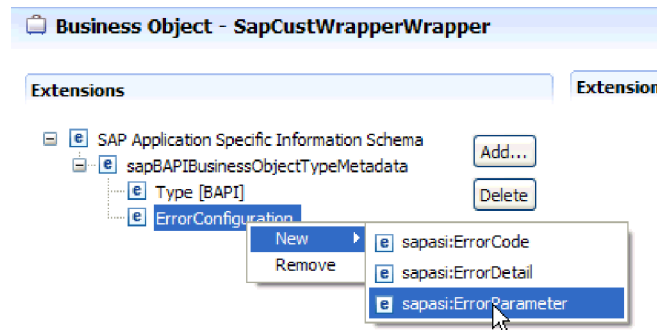 Business Object - SapCustWrapperWrapper
Extensions
Extension
SAP Application Specific Information Schema
Add...
sapBAPIBusinessObjectTypeMetadata
Type [BAPI]
Delete
ErrorConfiguration
New
sapasi:ErrorCode
Remove
sapasi:ErrorDetail
sapasi:ErrorParameter